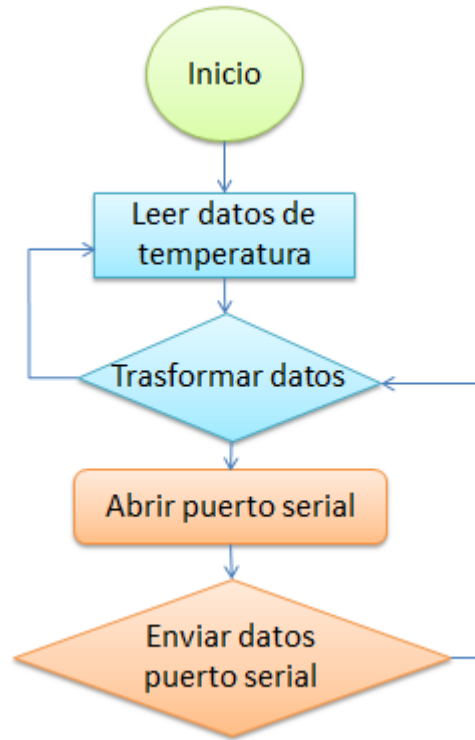 Inicio
Leer datos de
temperatura
Trasformar datos
Abrir puerto serial
Enviar datos
puerto serial